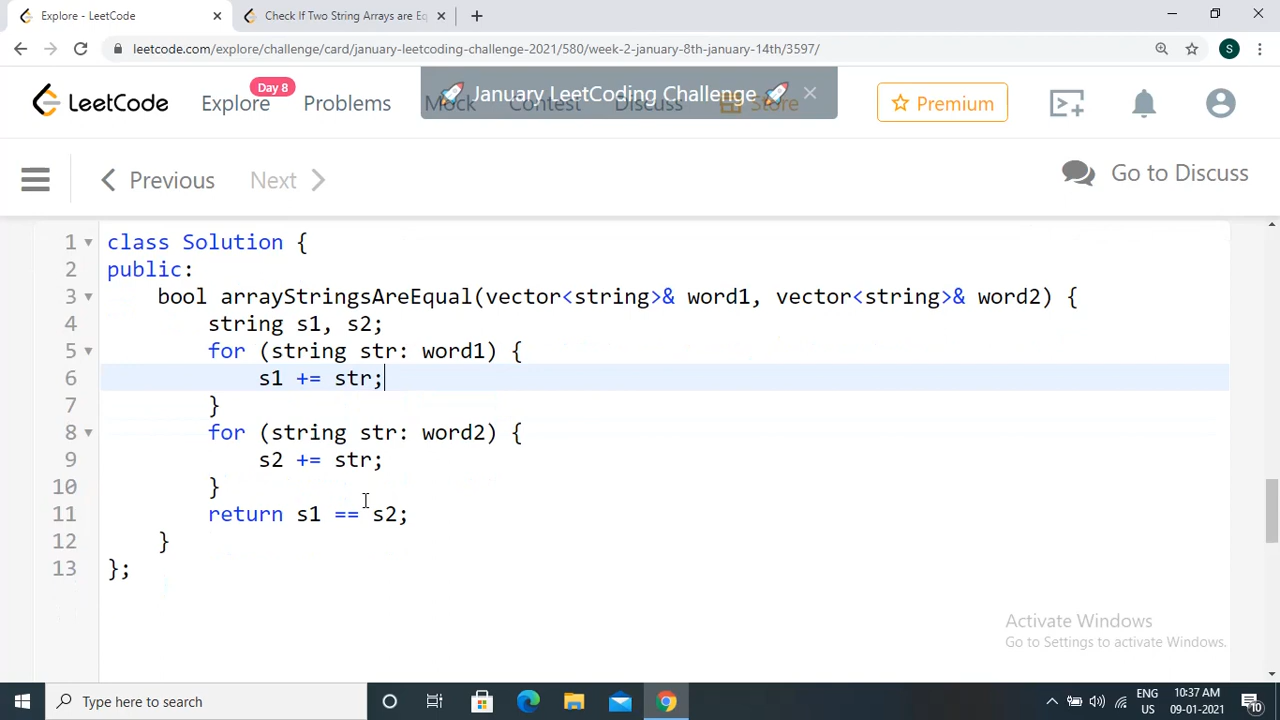 Explore - LeetCode
Check If Two String Arrays are Eq
leetcode.com/explore/challenge/card/january-leetcoding-challenge-2021/580/week-2-january-8th-january-14th/3597/
S
LeetCode
Explore
Day 8
Problems
Mock
Contest
Discuss
Store
🚀 January LeetCoding Challenge 🚀
Premium
Previous
Next
Go to Discuss
1 class Solution {
2 public:
3     bool arrayStringsAreEqual(vector<string>& word1, vector<string>& word2) {
4         string s1, s2;
5         for (string str: word1) {
6             s1 += str;
7         }
8         for (string str: word2) {
9             s2 += str;
10         }
11         return s1 == s2;
12     }
13 };
Activate Windows
Go to Settings to activate Windows.
Type here to search
ENG
US
10:37 AM
09-01-2021
10